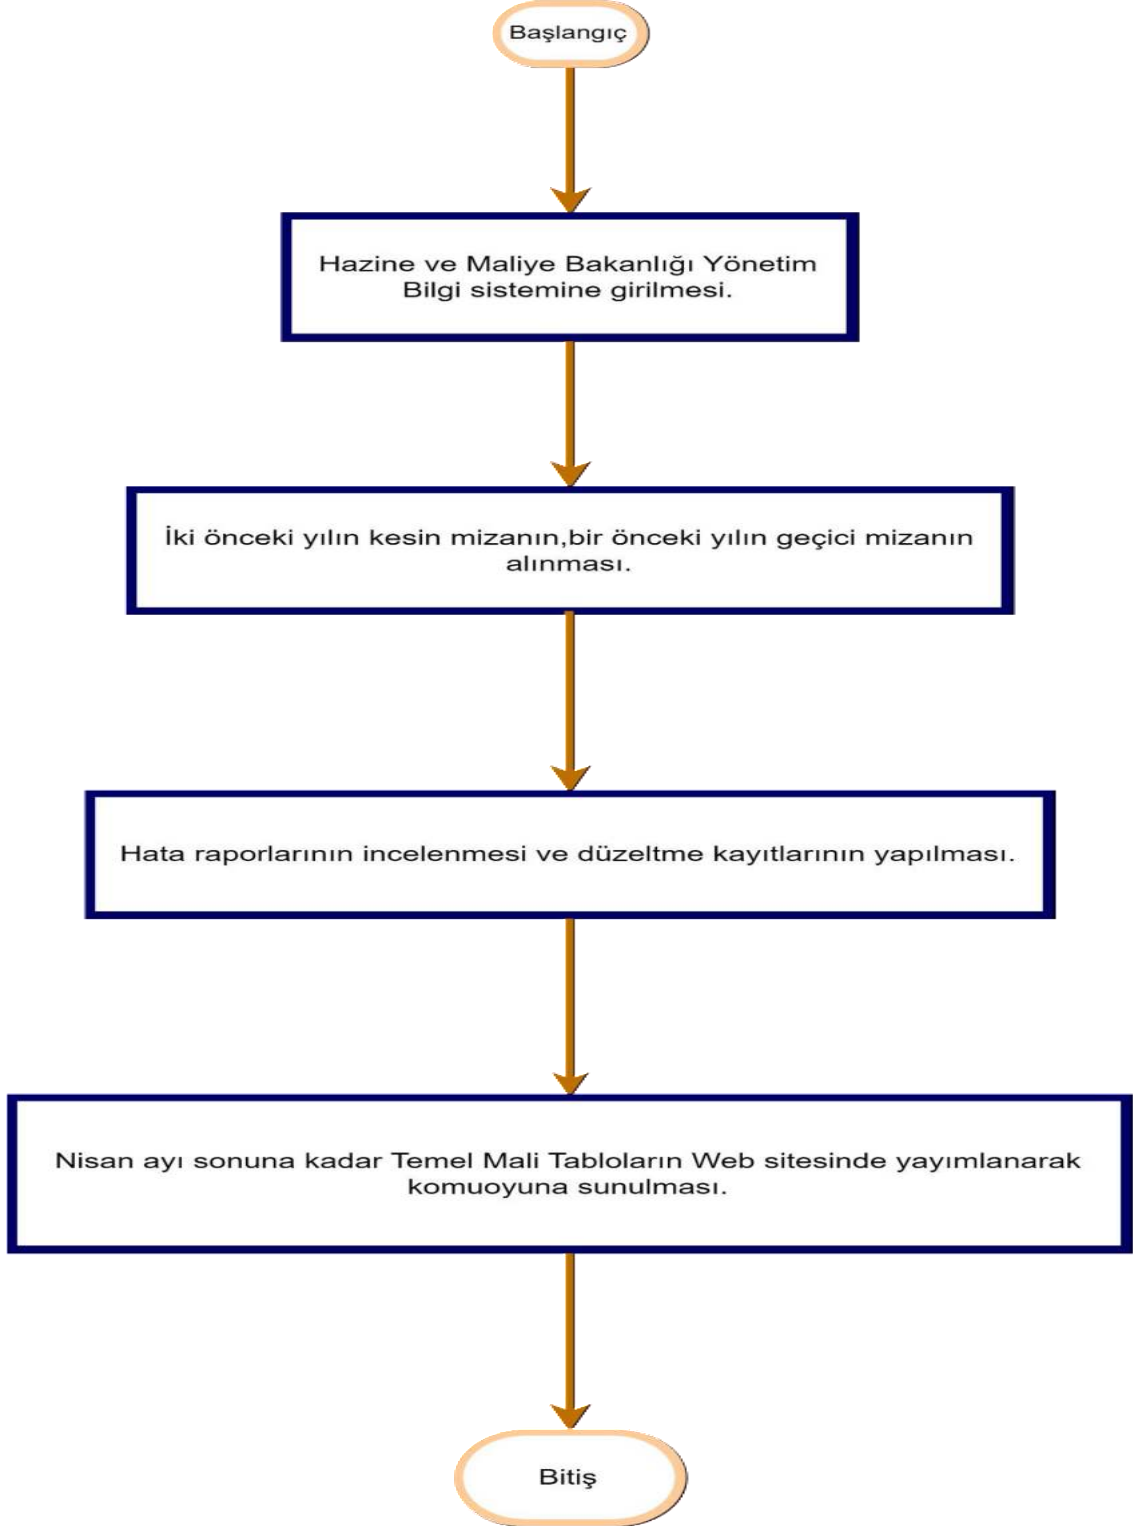 Başlangıç
Hazine ve Maliye Bakanlığı Yönetim
Bilgi sistemine girilmesi.
İki önceki yılın kesin mizanın,bir önceki yılın geçici mizanın
alınması.
Hata raporlarının incelenmesi ve düzeltme kayıtlarının yapılması.
Nisan ayı sonuna kadar Temel Mali Tabloların Web sitesinde yayımlanarak
komuoyuna sunulması.
Bitiş